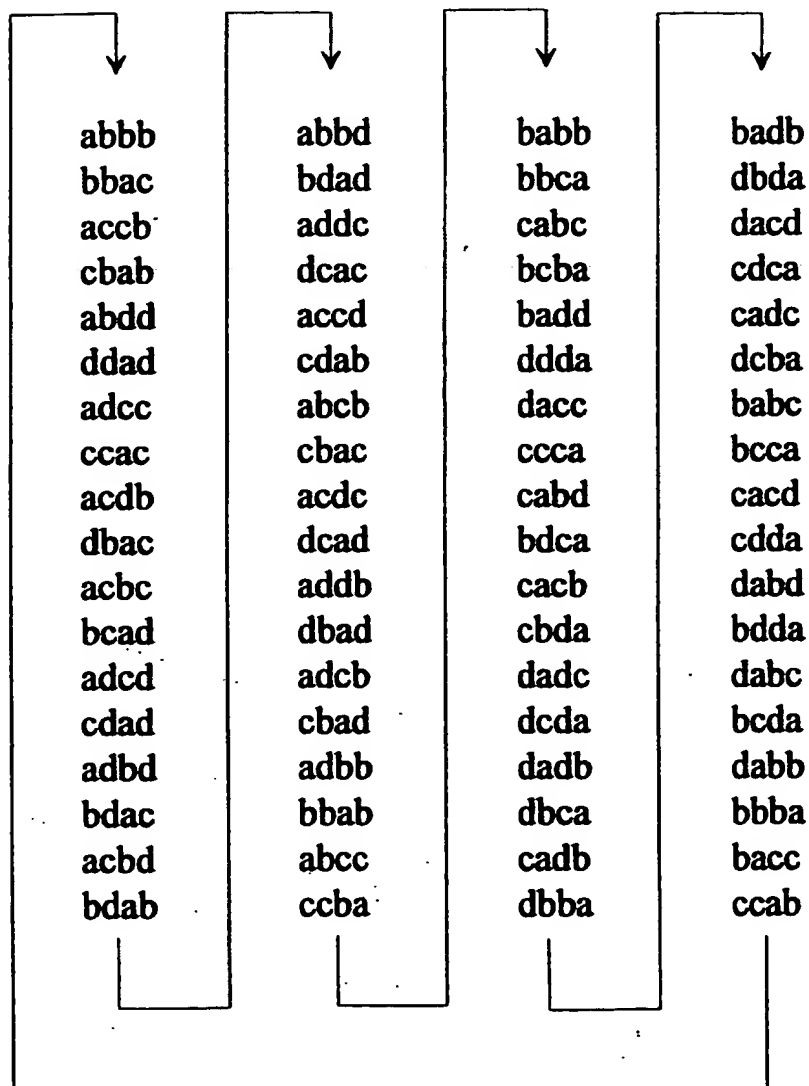 abbb abbd babb badb
bbac bdad bbca dbda
accb addc cabc dacd
cbab dcac bcba cdca
abdd accd badd cadc
ddad cdab ddda dcba
adcc abcb dacc babc
ccac cbac ccca bcca
acdb acdc cabd cacd
dbac dcad bdca cdda
acbc addb cacb dabd
bcad dbad cbda bdda
adcd adcb dadc dabc
cdad cbad dcda bcda
adbd adbb dadb dabb
bdac bbab dbca bbba
acbd abcc cadb bacc
bdab ccba dbba ccab